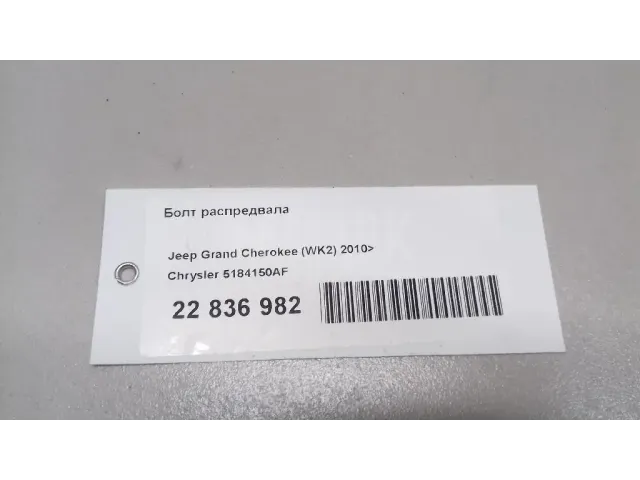 Болт распредвала
Jeep Grand Cherokee (WK2) 2010>
Chrysler 5184150AF
22 836 982